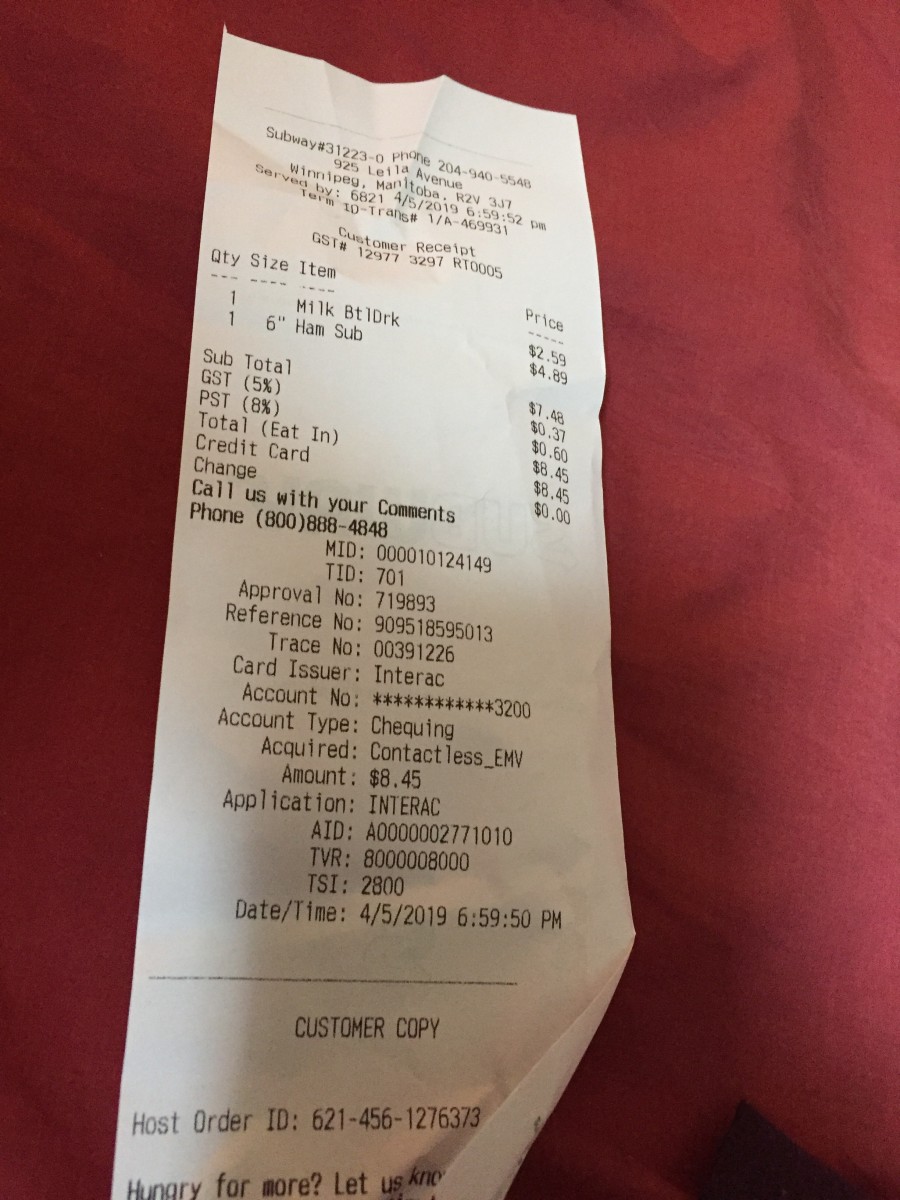 Subway#31223-0 Phone 204-940-5548
925 Leila Avenue
Winnipeg, Manitoba, R2V 3J7
Served by: 6821 4/5/2019 6:59:52 pm
Term ID-Trans# 1/A-469931
Customer Receipt
GST# 12977 3297 RT0005
Qty Size Item Price
--- ---- ---- -----
1 Milk BtlDrk $2.59
1 6" Ham Sub $4.89
Sub Total $7.48
GST (5%) $0.37
PST (8%) $0.60
Total (Eat In) $8.45
Credit Card $8.45
Change $0.00
Call us with your Comments
Phone (800)888-4848
MID: 000010124149
TID: 701
Approval No: 719893
Reference No: 909518595013
Trace No: 00391226
Card Issuer: Interac
Account No: ************3200
Account Type: Chequing
Acquired: Contactless_EMV
Amount: $8.45
Application: INTERAC
AID: A0000002771010
TVR: 8000008000
TSI: 2800
Date/Time: 4/5/2019 6:59:50 PM
CUSTOMER COPY
Host Order ID: 621-456-1276373
Hungry for more? Let us